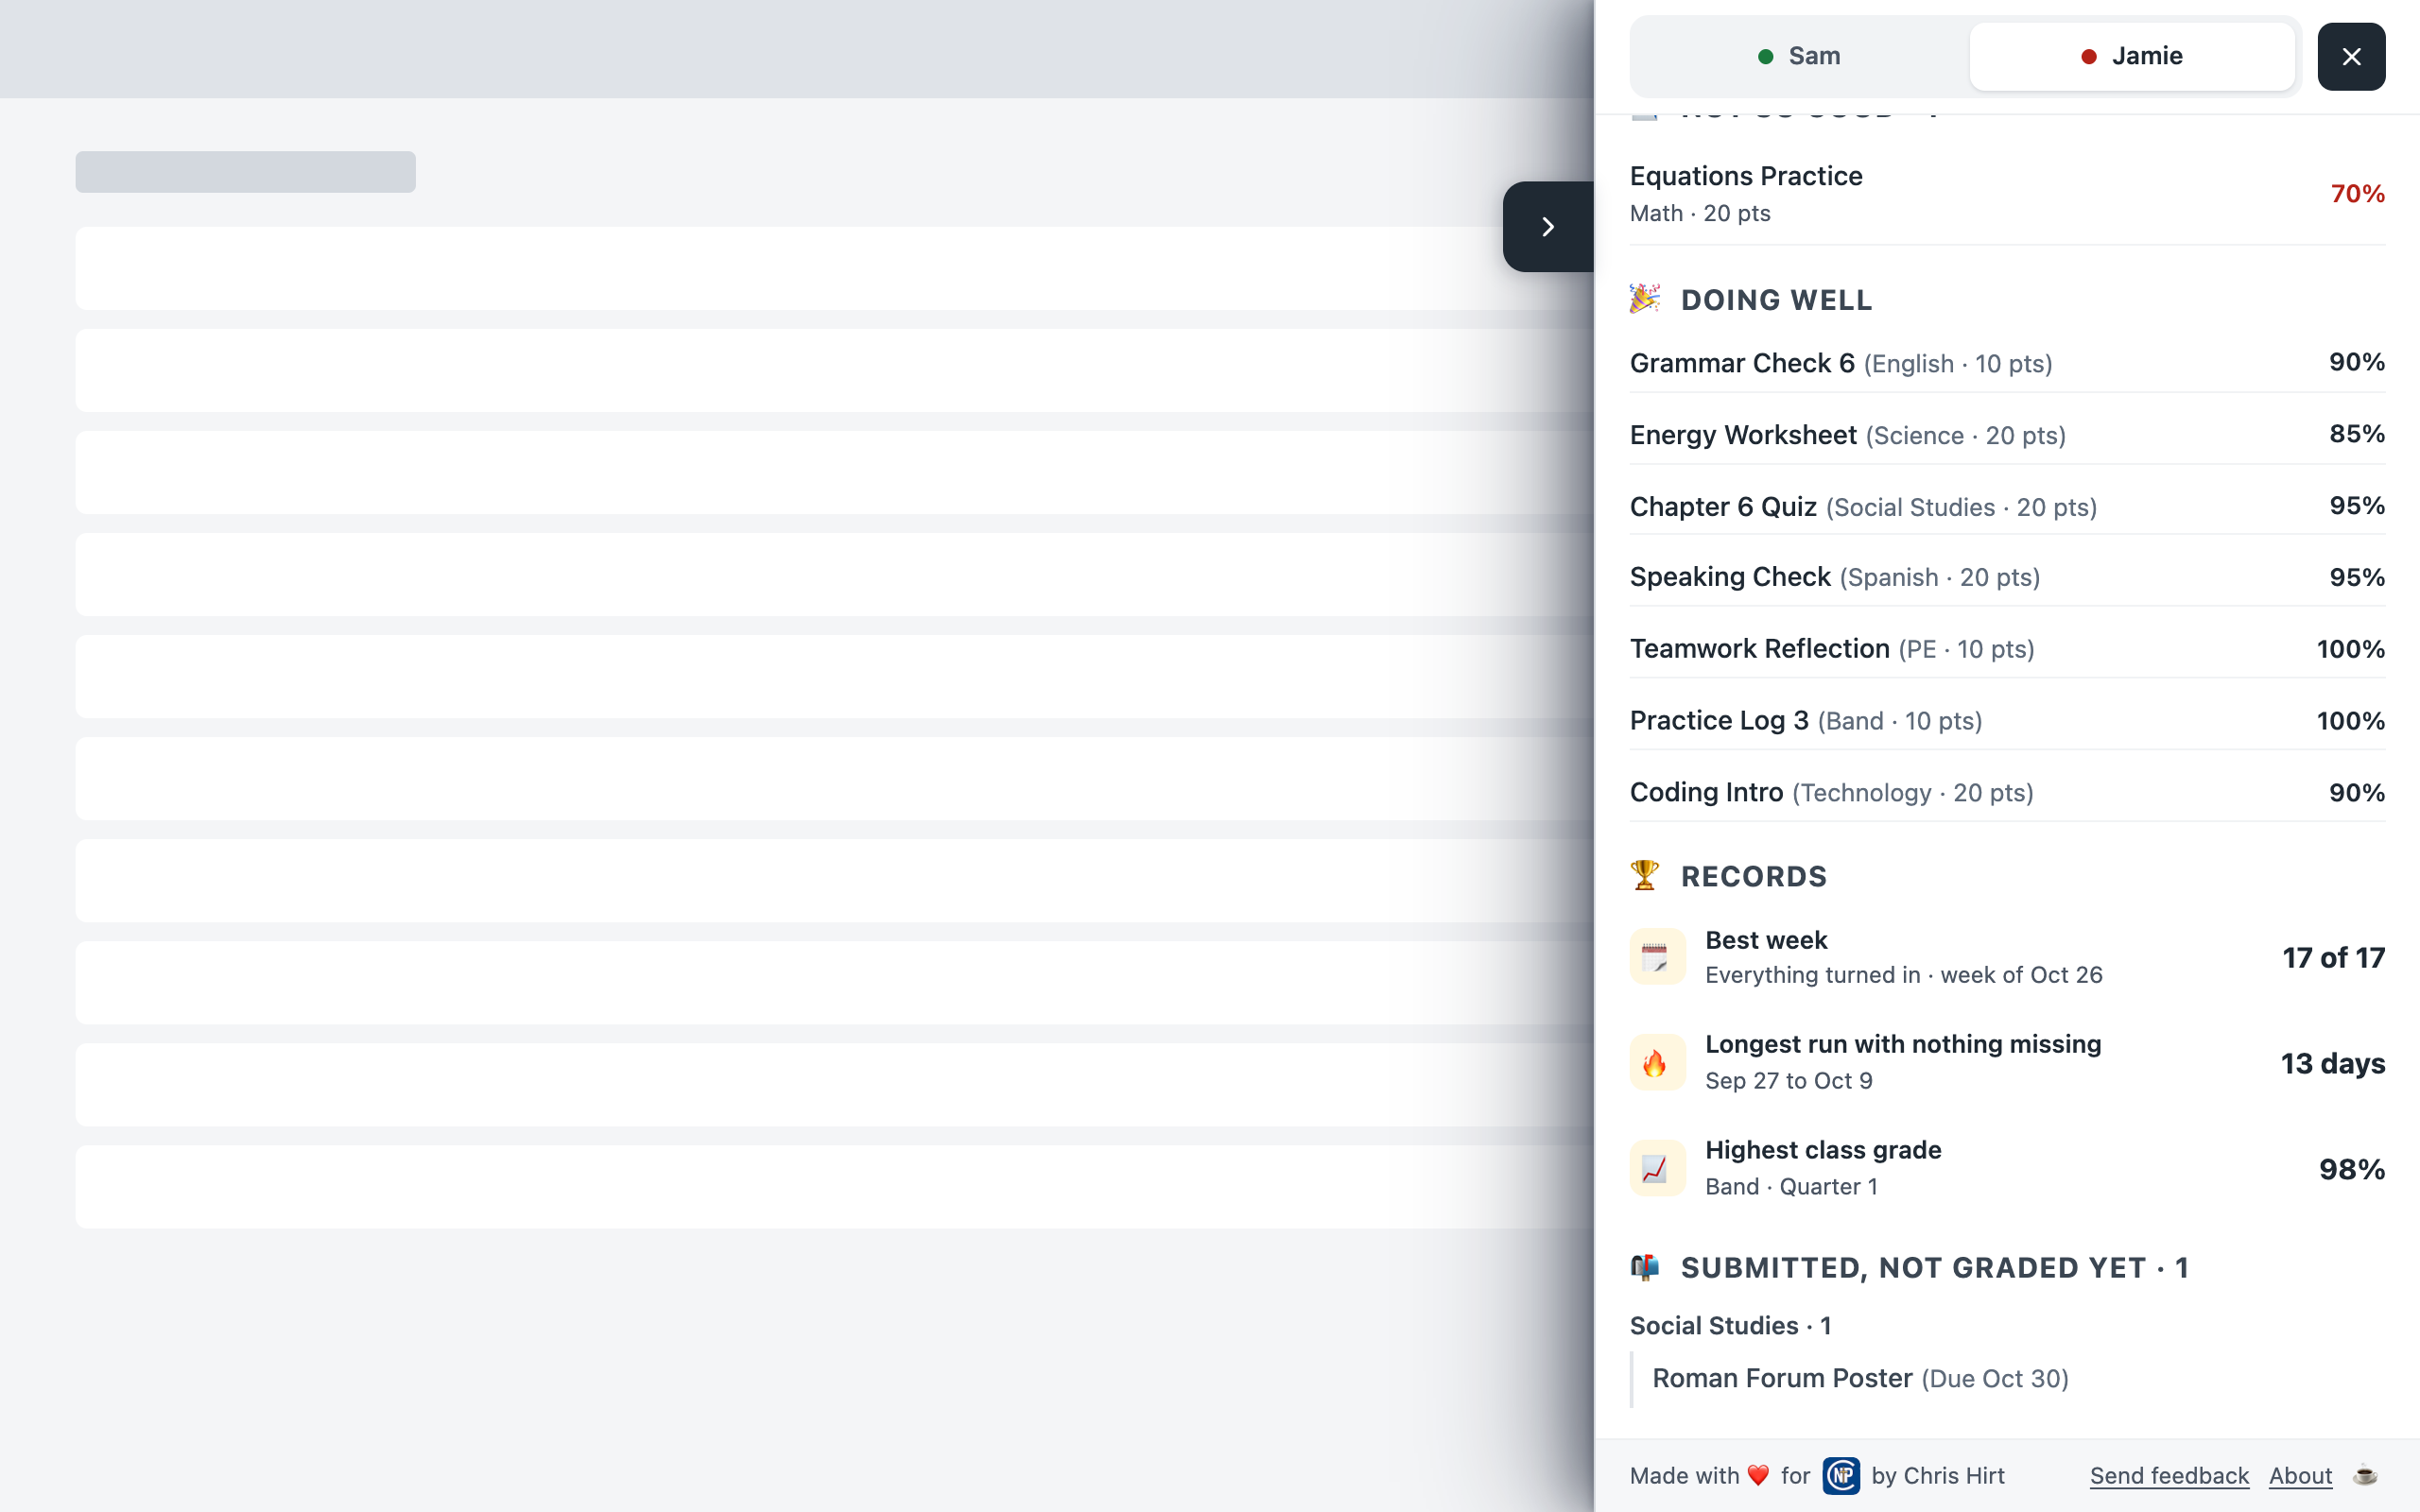 Sam
Jamie
Equations Practice
70%
Math · 20 pts
DOING WELL
Grammar Check 6 (English · 10 pts) 90%
Energy Worksheet (Science · 20 pts) 85%
Chapter 6 Quiz (Social Studies · 20 pts) 95%
Speaking Check (Spanish · 20 pts) 95%
Teamwork Reflection (PE · 10 pts) 100%
Practice Log 3 (Band · 10 pts) 100%
Coding Intro (Technology · 20 pts) 90%
RECORDS
Best week
Everything turned in · week of Oct 26
17 of 17
Longest run with nothing missing
Sep 27 to Oct 9
13 days
Highest class grade
Band · Quarter 1
98%
SUBMITTED, NOT GRADED YET · 1
Social Studies · 1
Roman Forum Poster (Due Oct 30)
Made with ❤️ for by Chris Hirt Send feedback About